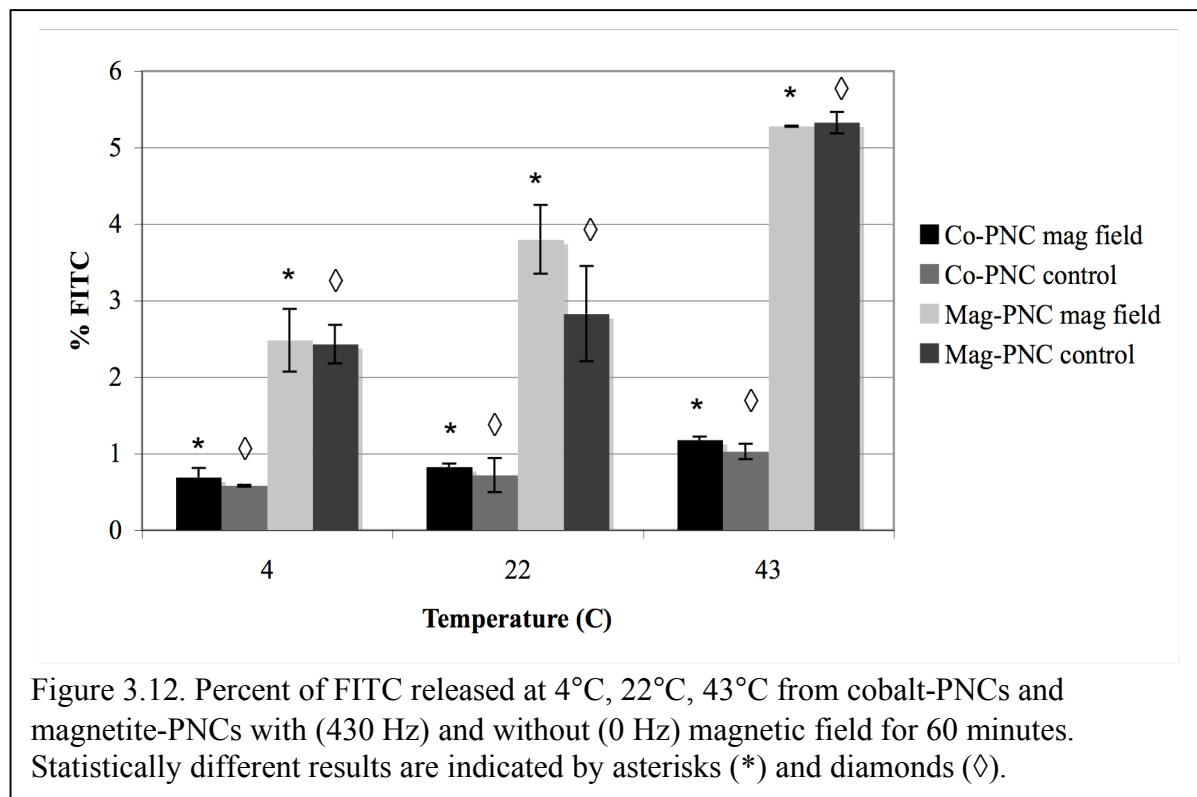 6
5
4
3
2
1
0
% FITC
* ◊ * ◊
* ◊ * ◊
* ◊ * ◊
4 22 43
Temperature (C)
Co-PNC mag field
Co-PNC control
Mag-PNC mag field
Mag-PNC control
Figure 3.12. Percent of FITC released at 4°C, 22°C, 43°C from cobalt-PNCs and
magnetite-PNCs with (430 Hz) and without (0 Hz) magnetic field for 60 minutes.
Statistically different results are indicated by asterisks (*) and diamonds (◊).